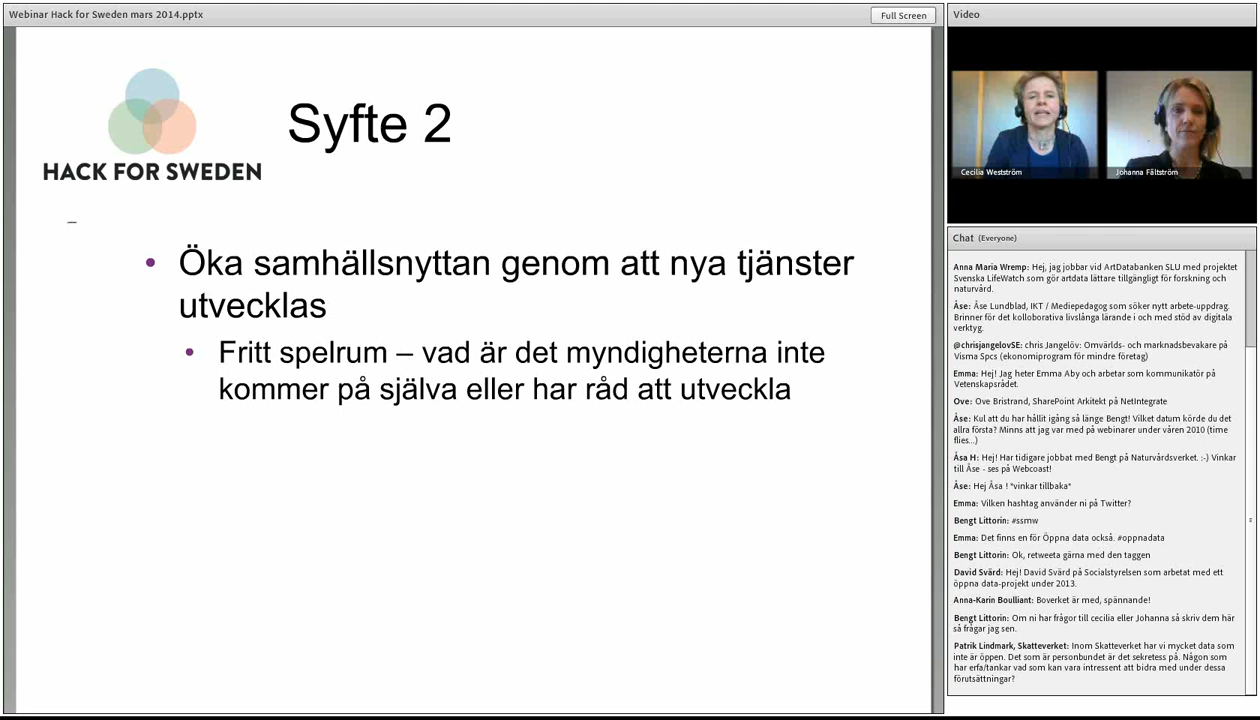 Webinar Hack for Sweden mars 2014.pptx
Full Screen
HACK FOR SWEDEN
Syfte 2
–
• Öka samhällsnyttan genom att nya tjänster
utvecklas
• Fritt spelrum – vad är det myndigheterna inte
kommer på själva eller har råd att utveckla
Video
Cecilia Weström
Johanna Fältström
Chat (Everyone)
Anna Maria Wremp: Hej, jag jobbar vid ArtDatabanken SLU med projektet
Svenska LifeWatch som gör artdata lättare tillgängligt för forskning och
naturvård.
Åse: Åse Lundblad, IKT / Mediepedagog som söker nytt arbete-uppdrag.
Brinner för det kolloborativa livslånga lärande i och med stöd av digitala
verktyg.
@chrisjangelovSE: chris Jangelöv: Omvärlds- och marknadsbevakare på
Visma Spcs (ekonomiprogram för mindre företag)
Emma: Hej! Jag heter Emma Aby och arbetar som kommunikatör på
Vetenskapsrådet.
Ove: Ove Bristrand, SharePoint Arkitekt på NetIntegrate
Åse: Kul att du har hållit igång så länge Bengt! Vilket datum körde du det
allra första? Minns att jag var med på webinarer under våren 2010 (time
flies...)
Åsa H: Hej! Har tidigare jobbat med Bengt på Naturvårdsverket. :-) Vinkar
till Åse - ses på Webcoast!
Åse: Hej Åsa ! *vinkar tillbaka*
Emma: Vilken hashtag använder ni på Twitter?
Bengt Littorin: #ssmw
Emma: Det finns en för Öppna data också. #oppnadata
Bengt Littorin: Ok, retweeta gärna med den taggen
David Svärd: Hej! David Svärd på Socialstyrelsen som arbetat med ett
öppna data-projekt under 2013.
Anna-Karin Boulliant: Boverket är med, spännande!
Bengt Littorin: Om ni har frågor till cecilia eller Johanna så skriv dem här
så frågar jag sen.
Patrik Lindmark, Skatteverket: Inom Skatteverket har vi mycket data som
inte är öppen. Det som är personbundet är det sekretess på. Någon som
har erfa/tankar vad som kan vara intressent att bidra med under dessa
förutsättningar?